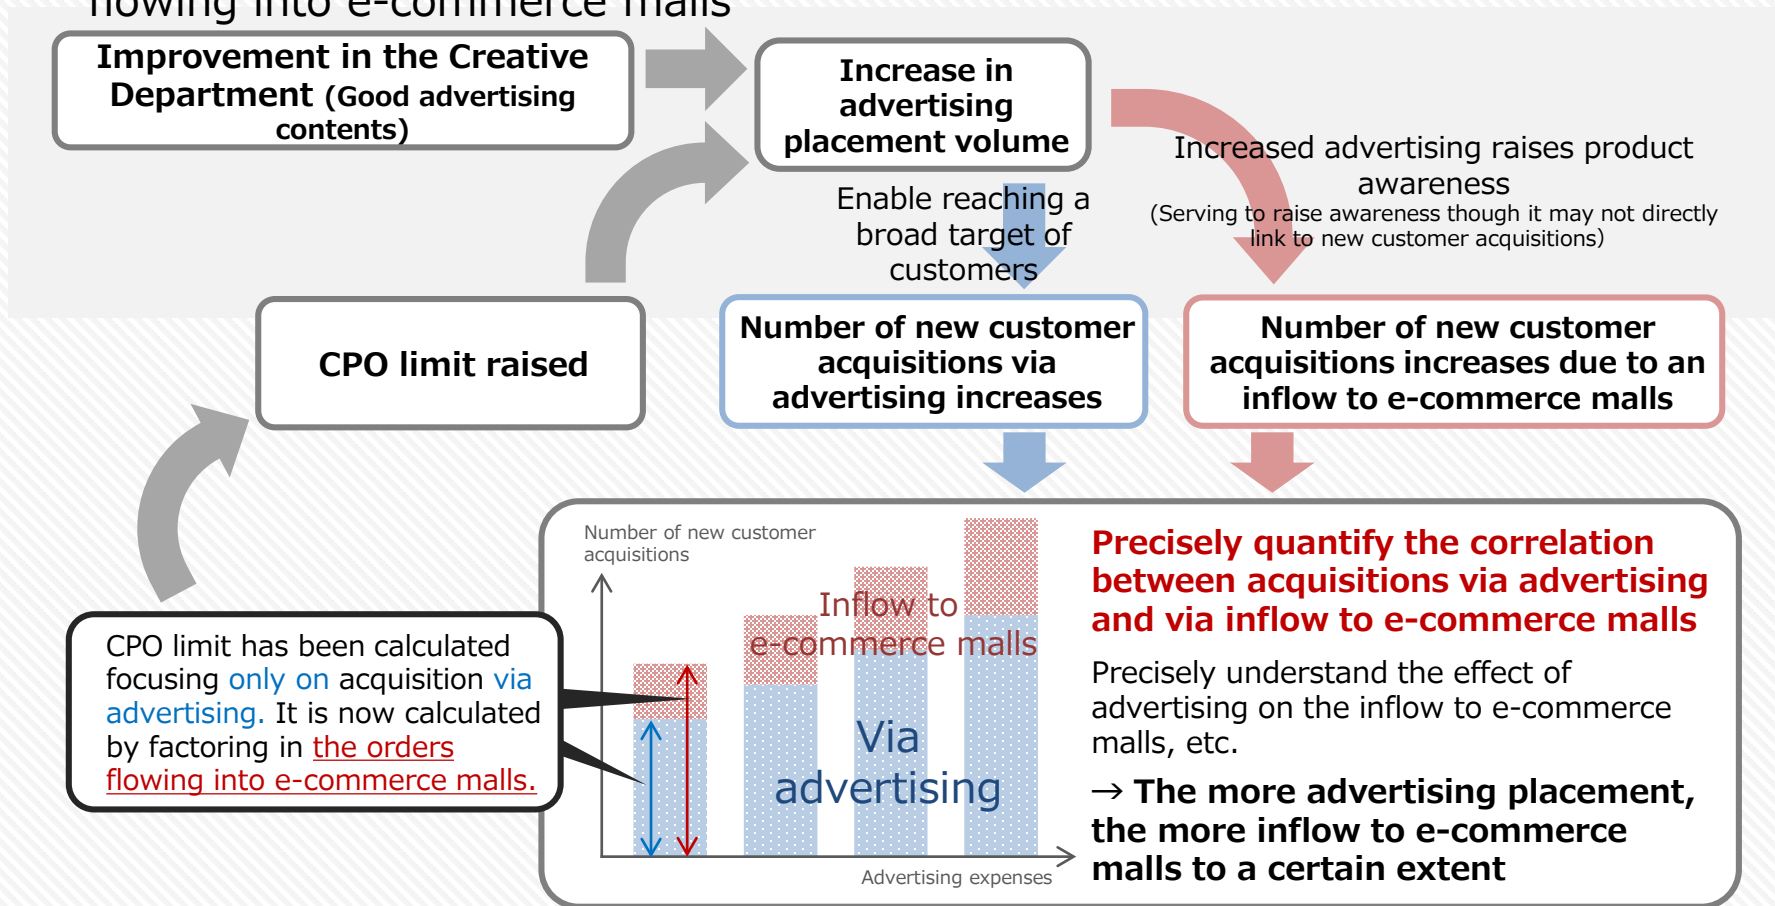 flowing into e-commerce malls
Improvement in the Creative
Department (Good advertising
contents)
Increase in
advertising
placement volume
Increased advertising raises product
awareness
(Serving to raise awareness though it may not directly
link to new customer acquisitions)
Enable reaching a
broad target of
customers
CPO limit raised
Number of new customer
acquisitions via
advertising increases
Number of new customer
acquisitions increases due to an
inflow to e-commerce malls
CPO limit has been calculated
focusing only on acquisition via
advertising. It is now calculated
by factoring in the orders
flowing into e-commerce malls.
Number of new customer
acquisitions
Inflow to
e-commerce malls
Via
advertising
Advertising expenses
Precisely quantify the correlation
between acquisitions via advertising
and via inflow to e-commerce malls
Precisely understand the effect of
advertising on the inflow to e-commerce
malls, etc.
→ The more advertising placement,
the more inflow to e-commerce
malls to a certain extent